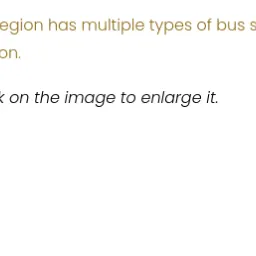 egion has multiple types of bus s
on.
k on the image to enlarge it.